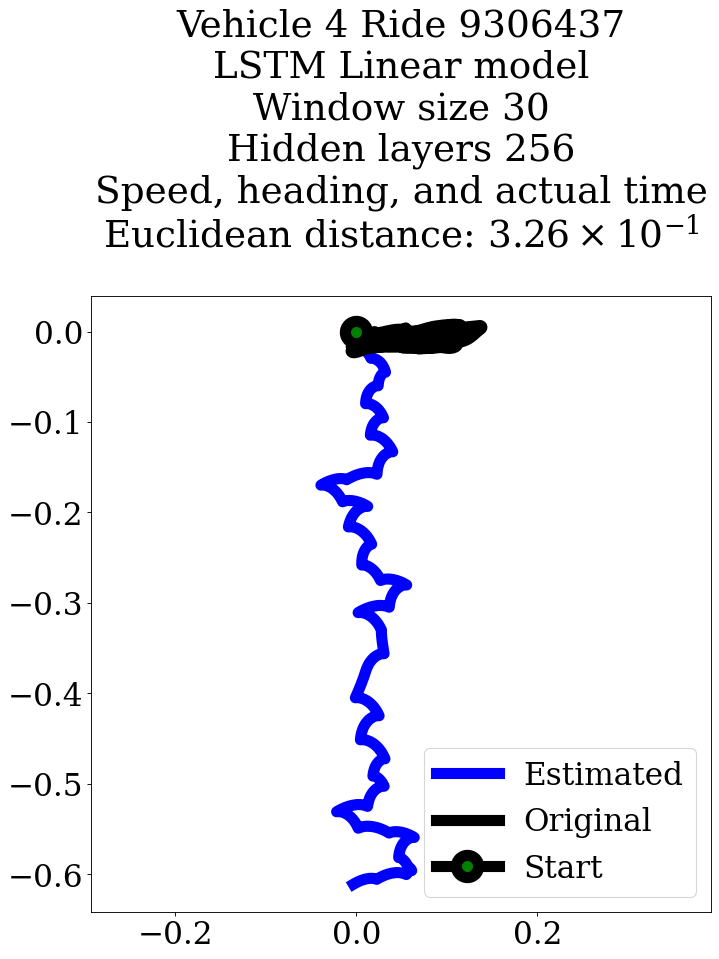 Vehicle 4 Ride 9306437
LSTM Linear model
Window size 30
Hidden layers 256
Speed, heading, and actual time
Euclidean distance: 3.26 × 10⁻¹
0.0
−0.1
−0.2
−0.3
−0.4
−0.5
−0.6
Estimated
Original
Start
−0.2
0.0
0.2